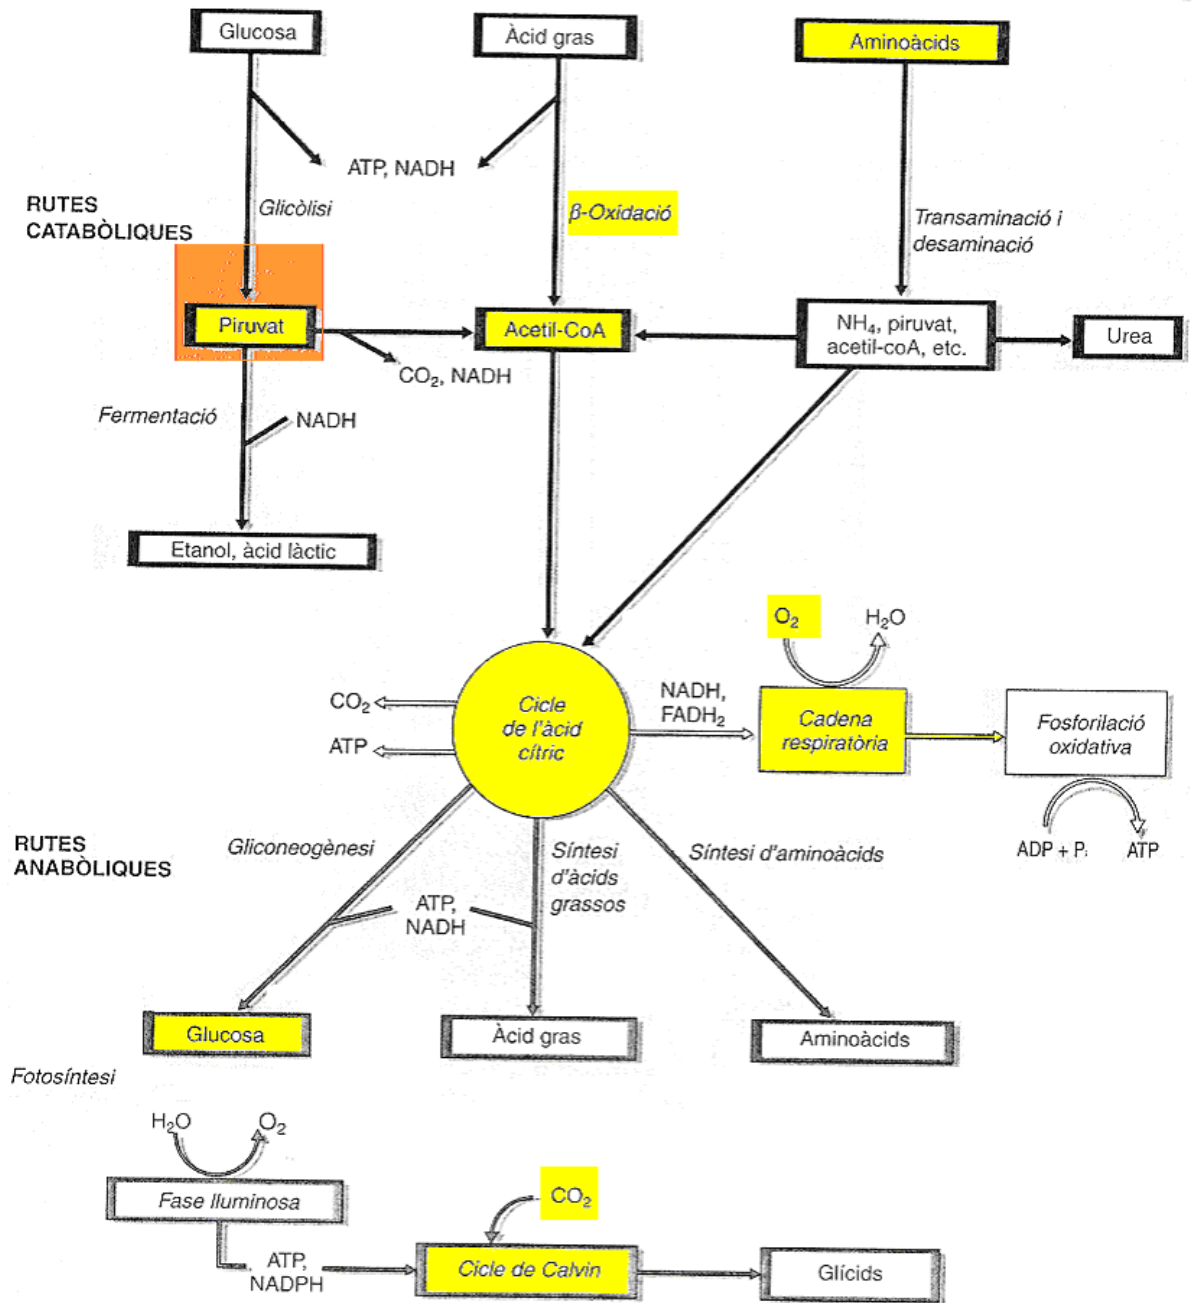 Glucosa
Àcid gras
Aminoàcids
ATP, NADH
RUTES
CATABÒLIQUES
Glicòlisi
β-Oxidació
Transaminació i
desaminació
Piruvat
Acetil-CoA
NH₄, piruvat,
acetil-coA, etc.
Urea
CO₂, NADH
Fermentació
NADH
Etanol, àcid làctic
O₂
H₂O
CO₂
ATP
Cicle
de l'àcid
cítric
NADH,
FADH₂
Cadena
respiratòria
Fosforilació
oxidativa
ADP + Pᵢ
ATP
RUTES
ANABÒLIQUES
Gliconeogènesi
Síntesi
d'àcids
grassos
Síntesi d'aminoàcids
ATP,
NADH
Glucosa
Àcid gras
Aminoàcids
Fotosíntesi
H₂O
O₂
Fase lluminosa
CO₂
ATP,
NADPH
Cicle de Calvin
Glícids